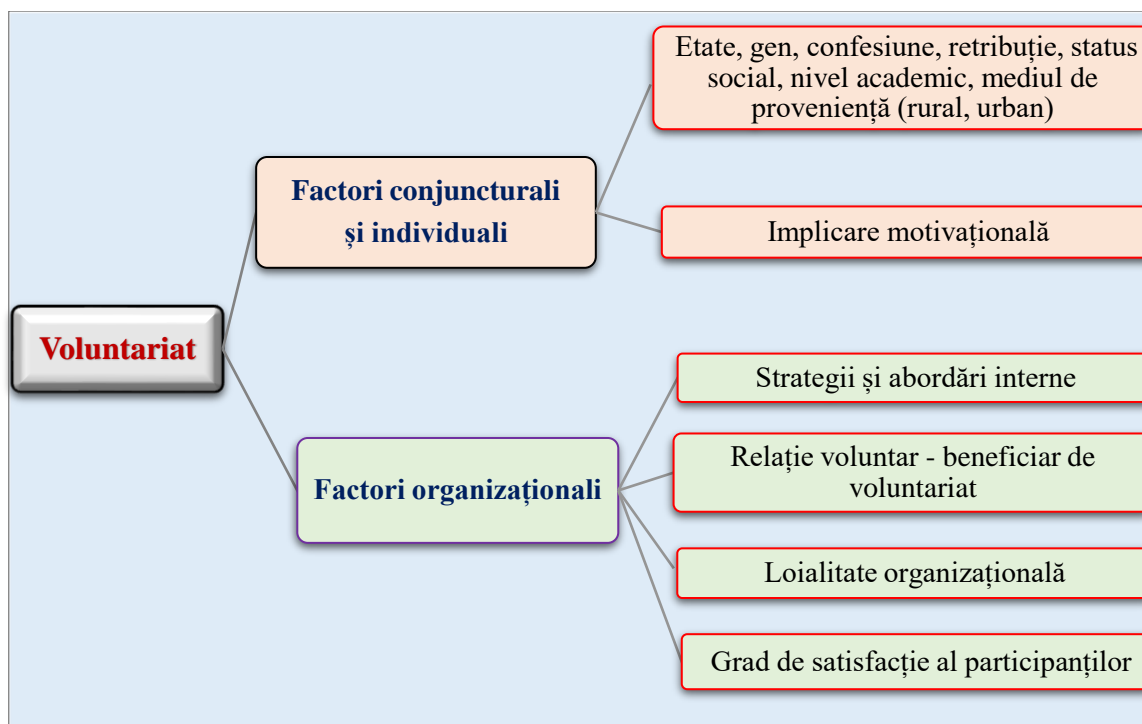 Etate, gen, confesiune, retribuție, status
social, nivel academic, mediul de
proveniență (rural, urban)
Factori conjuncturali
și individuali
Implicare motivațională
Voluntariat
Strategii și abordări interne
Relație voluntar - beneficiar de
voluntariat
Factori organizaționali
Loialitate organizațională
Grad de satisfacție al participanților